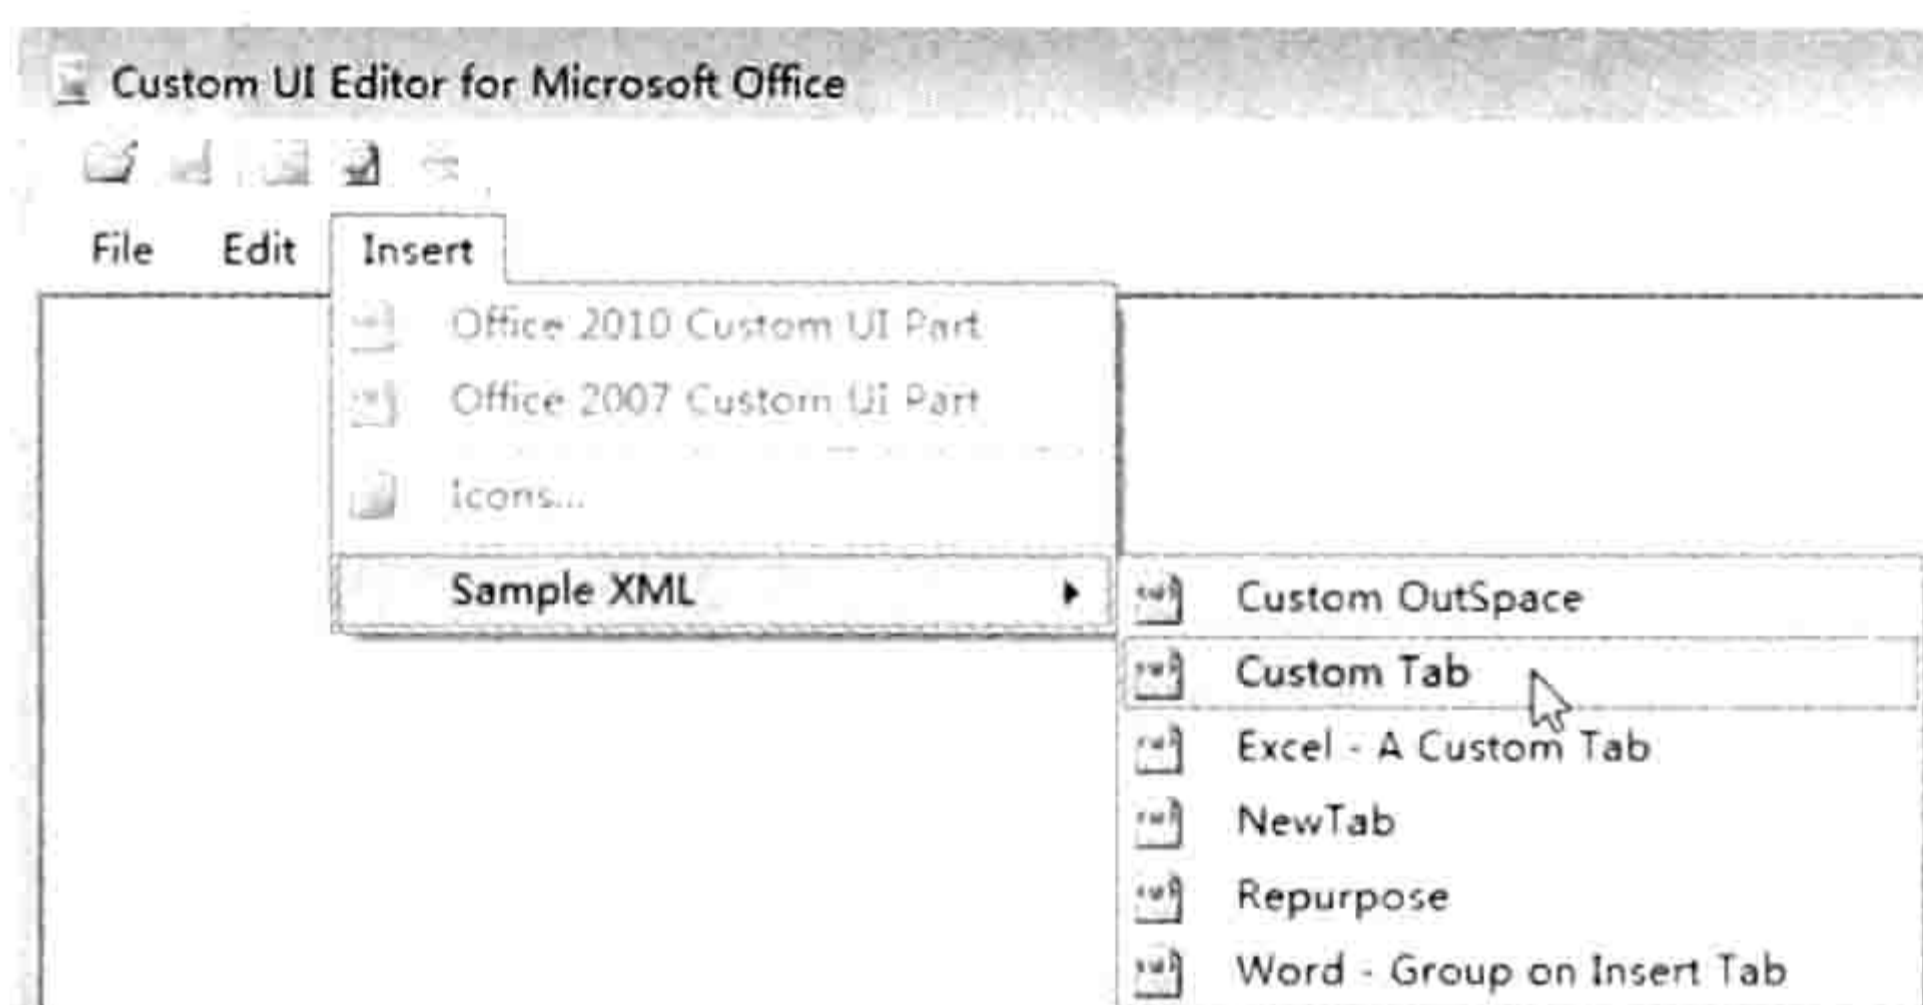 Custom UI Editor for Microsoft Office
File Edit Insert
Office 2010 Custom UI Part
Office 2007 Custom UI Part
Icons...
Sample XML
Custom OutSpace
Custom Tab
Excel - A Custom Tab
NewTab
Repurpose
Word - Group on Insert Tab